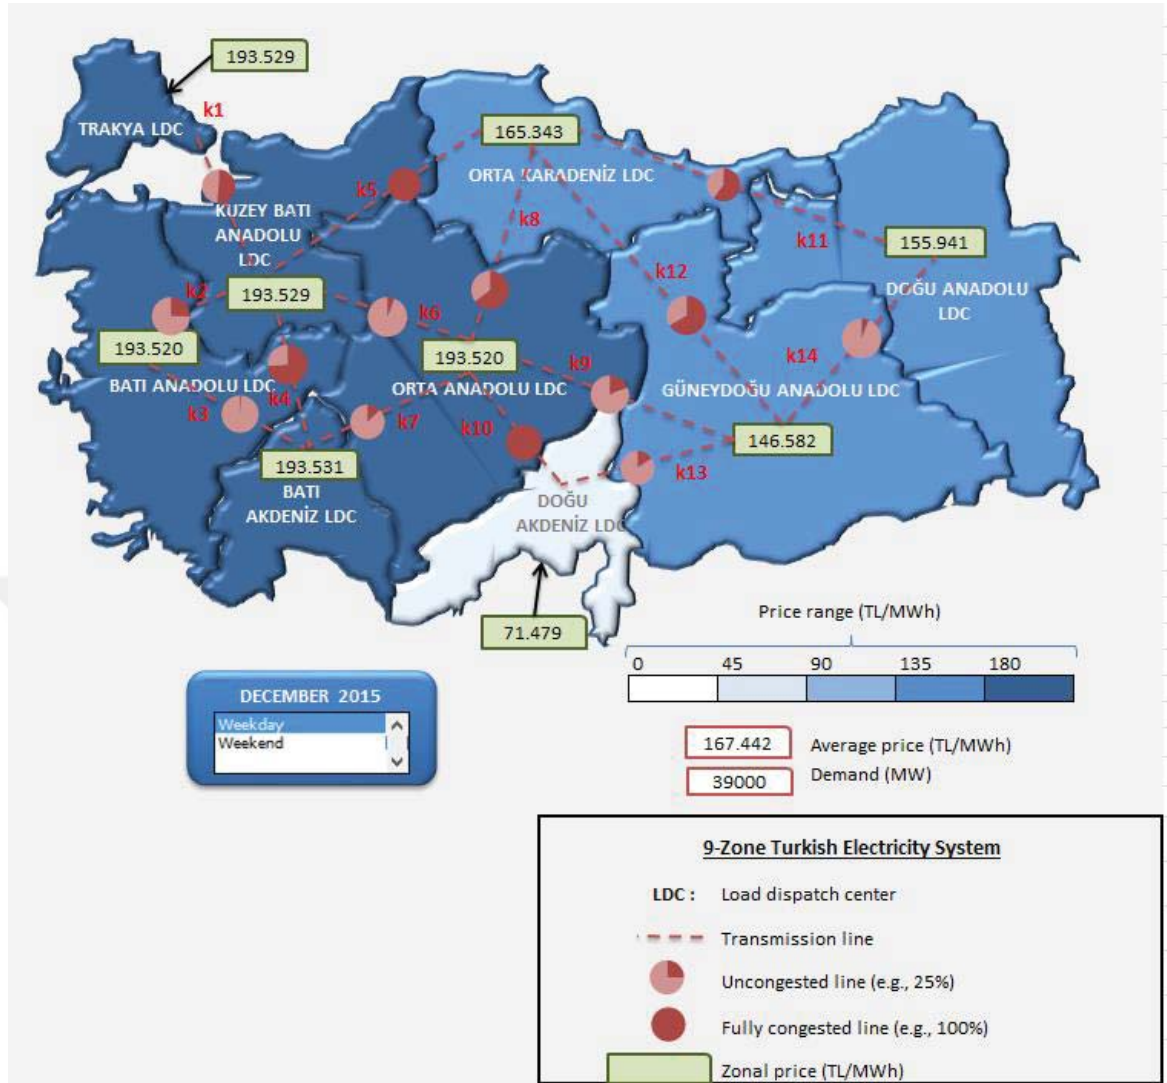 193.529
k1
TRAKYA LDC
165.343
ORTA KARADENİZ LDC
k5
KUZEY BATI
ANADOLU
LDC
k8
k11
155.941
DOĞU ANADOLU
LDC
k12
k2
193.529
k6
193.520
BATI ANADOLU LDC
193.520
ORTA ANADOLU LDC
k9
k14
GÜNEYDOĞU ANADOLU LDC
k3
k4
k7
k10
146.582
193.531
k13
BATI
AKDENİZ LDC
DOĞU
AKDENİZ LDC
71.479
Price range (TL/MWh)
0 45 90 135 180
DECEMBER 2015
Weekday
Weekend
167.442 Average price (TL/MWh)
39000 Demand (MW)
9-Zone Turkish Electricity System
LDC : Load dispatch center
Transmission line
Uncongested line (e.g., 25%)
Fully congested line (e.g., 100%)
Zonal price (TL/MWh)